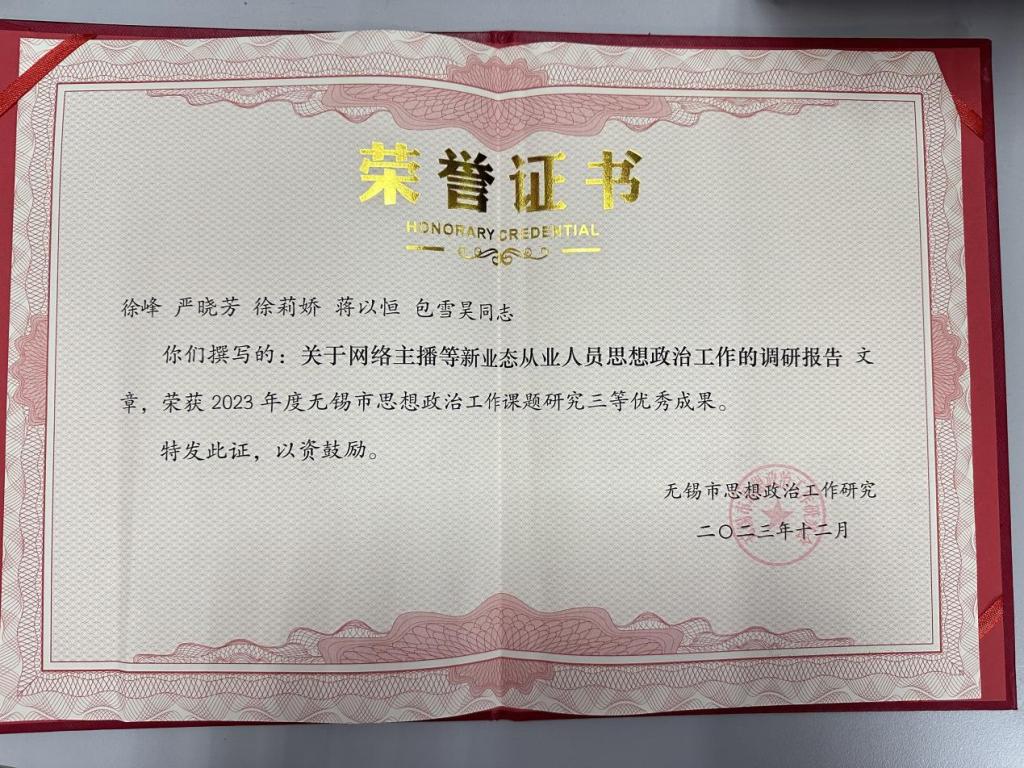 荣誉证书
HONORARY CREDENTIAL
徐峰 严晓芳 徐莉娇 蒋以恒 包雪昊同志
你们撰写的：关于网络主播等新业态从业人员思想政治工作的调研报告 文
章，荣获 2023 年度无锡市思想政治工作课题研究三等优秀成果。
特发此证，以资鼓励。
无锡市思想政治工作研究
二〇二三年十二月